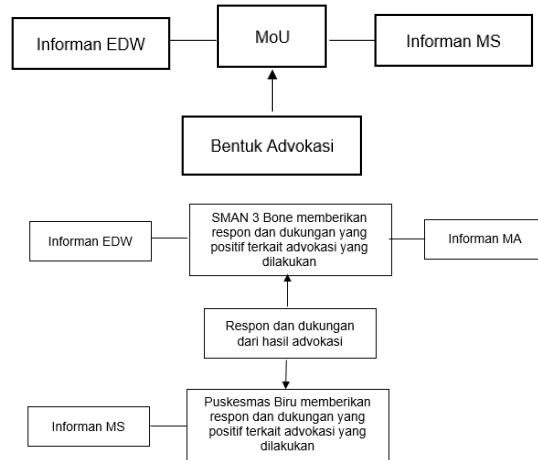 Informan EDW
MoU
Informan MS
Bentuk Advokasi
SMAN 3 Bone memberikan
respon dan dukungan yang
positif terkait advokasi yang
dilakukan
Informan EDW
Informan MA
Respon dan dukungan
dari hasil advokasi
Puskesmas Biru memberikan
respon dan dukungan yang
positif terkait advokasi yang
dilakukan
Informan MS